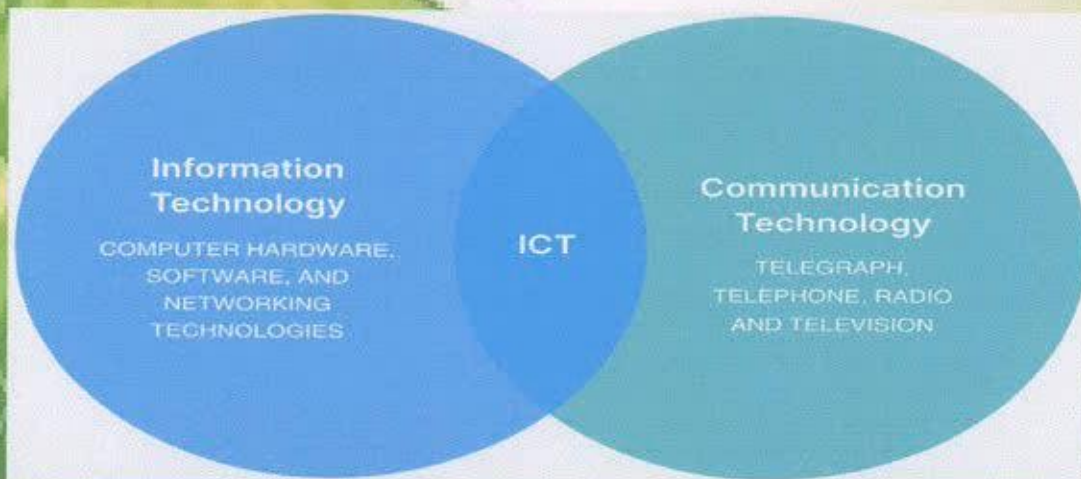 Information
Technology
COMPUTER HARDWARE,
SOFTWARE, AND
NETWORKING
TECHNOLOGIES
ICT
Communication
Technology
TELEGRAPH,
TELEPHONE, RADIO
AND TELEVISION